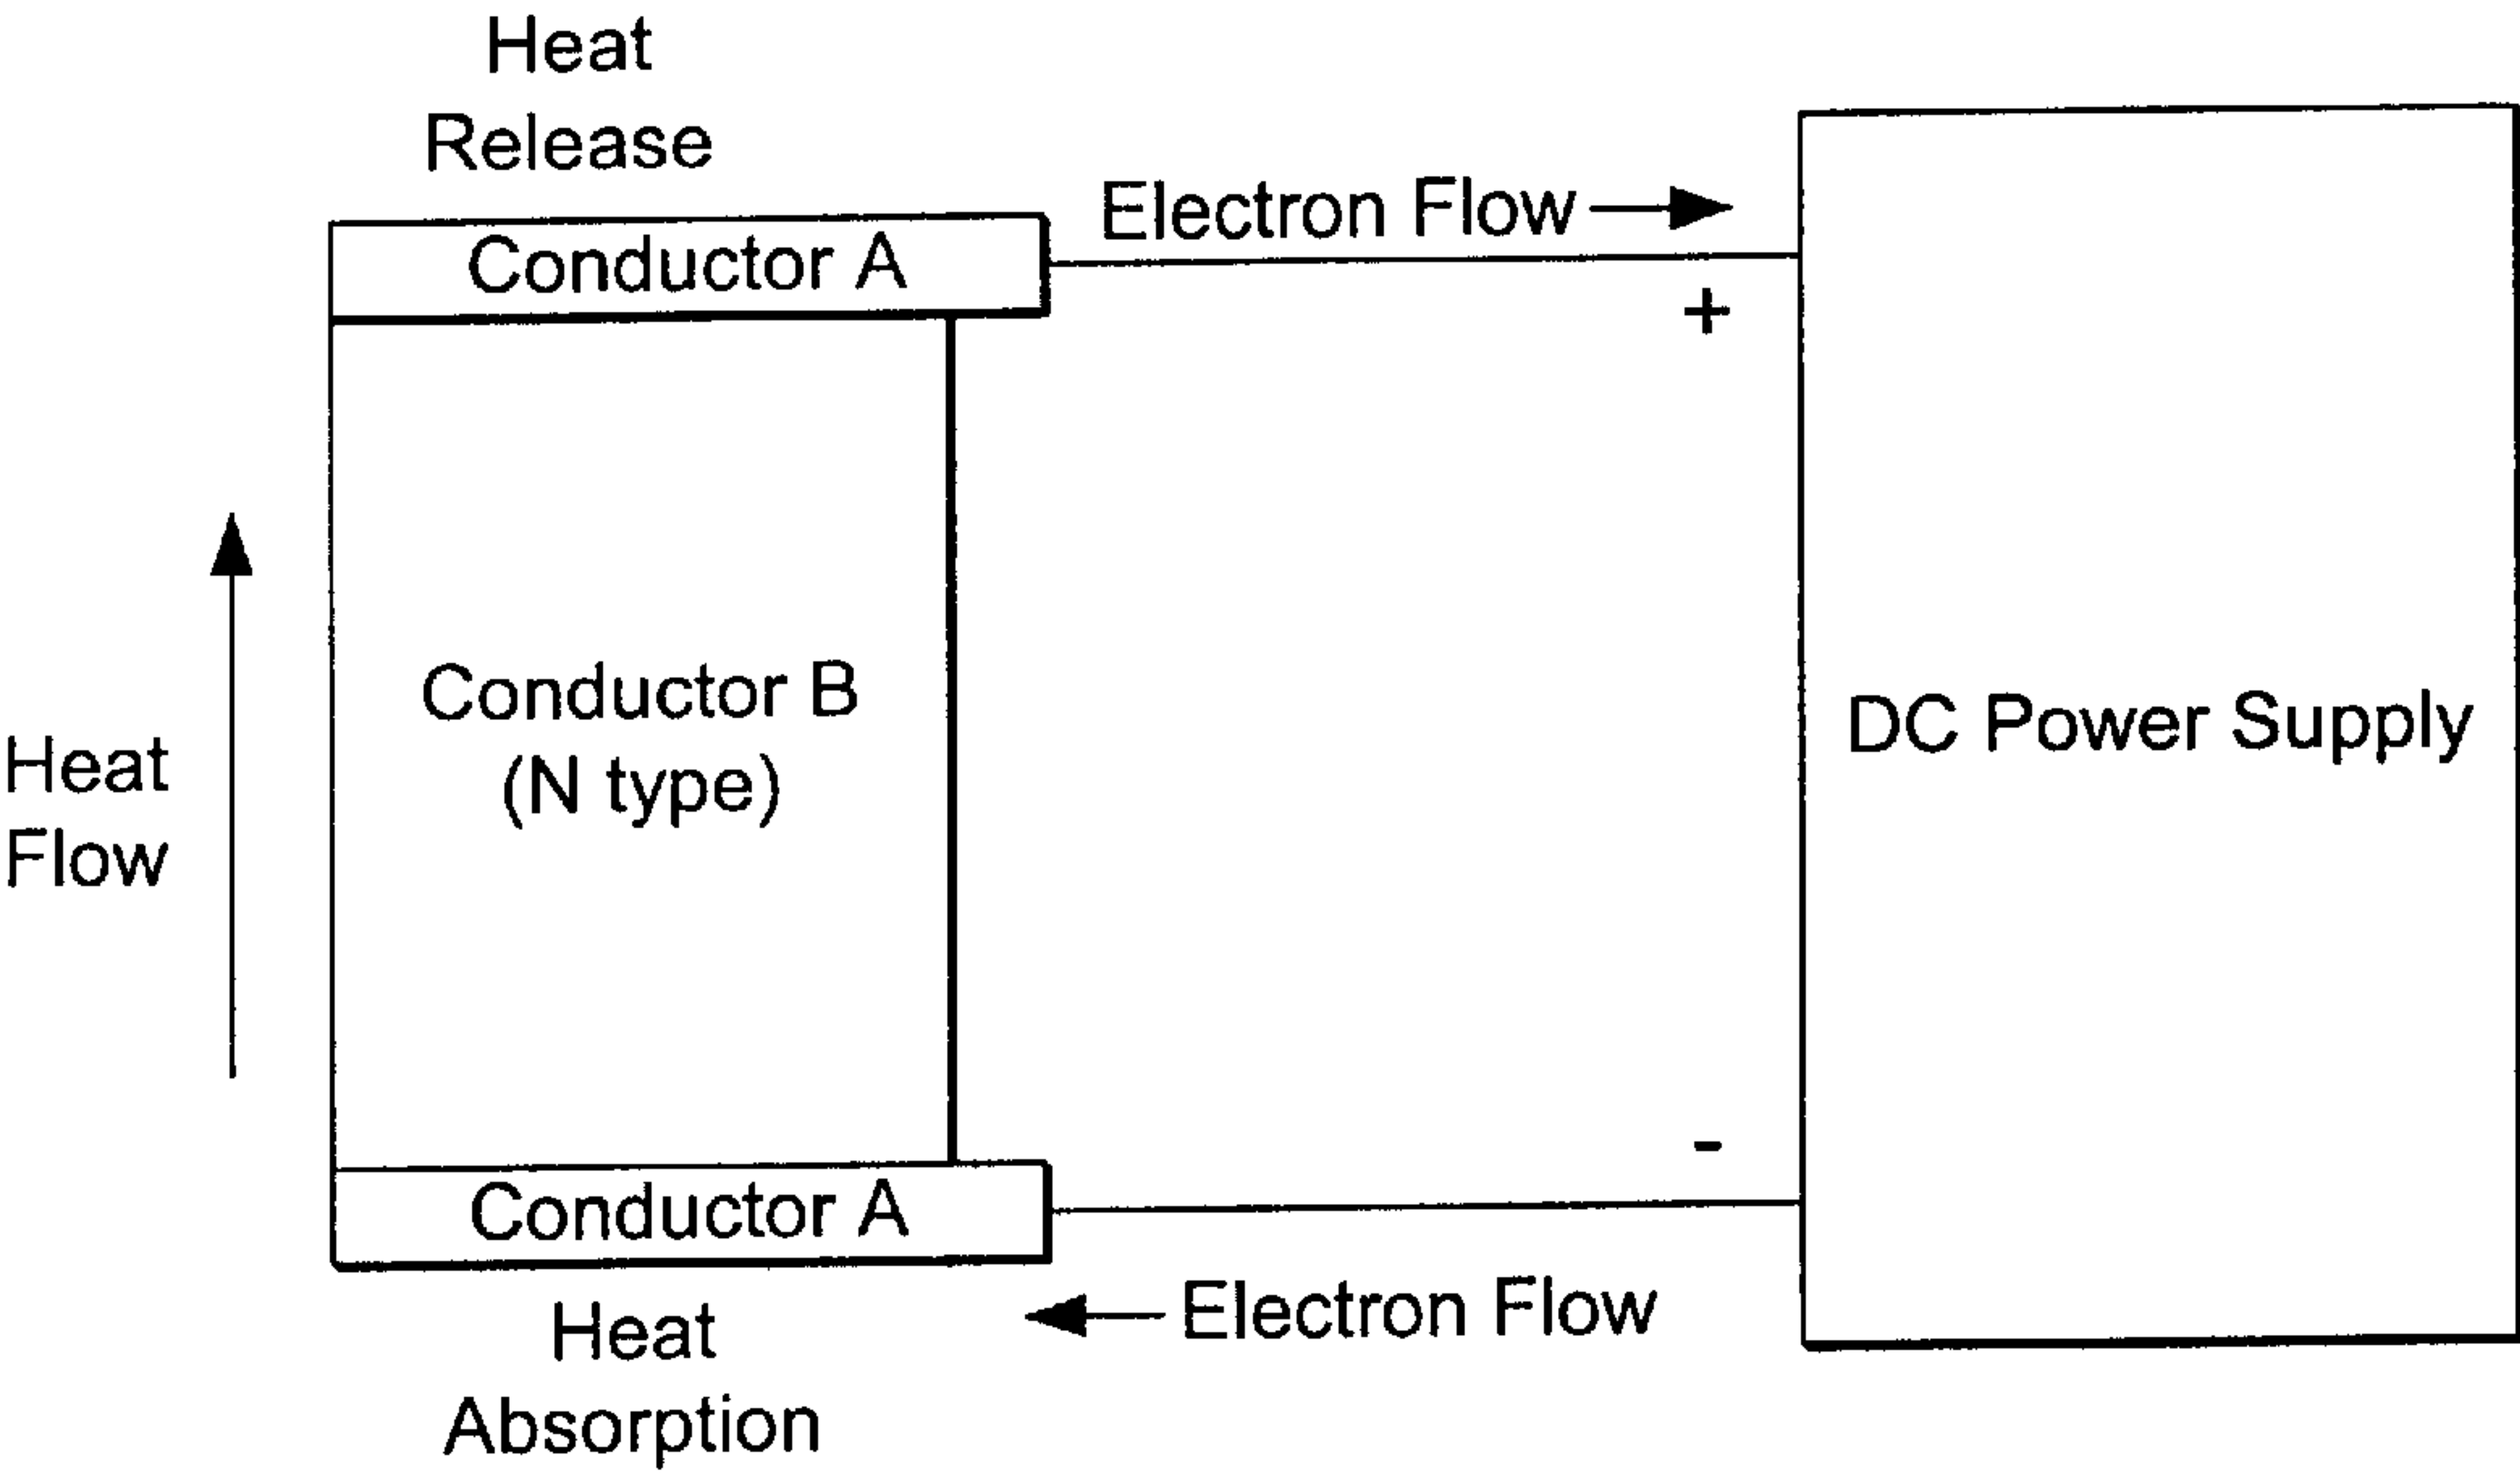 Heat
Release
Conductor A
Electron Flow
+
Conductor B
(N type)
DC Power Supply
Heat
Flow
-
Conductor A
Electron Flow
Heat
Absorption